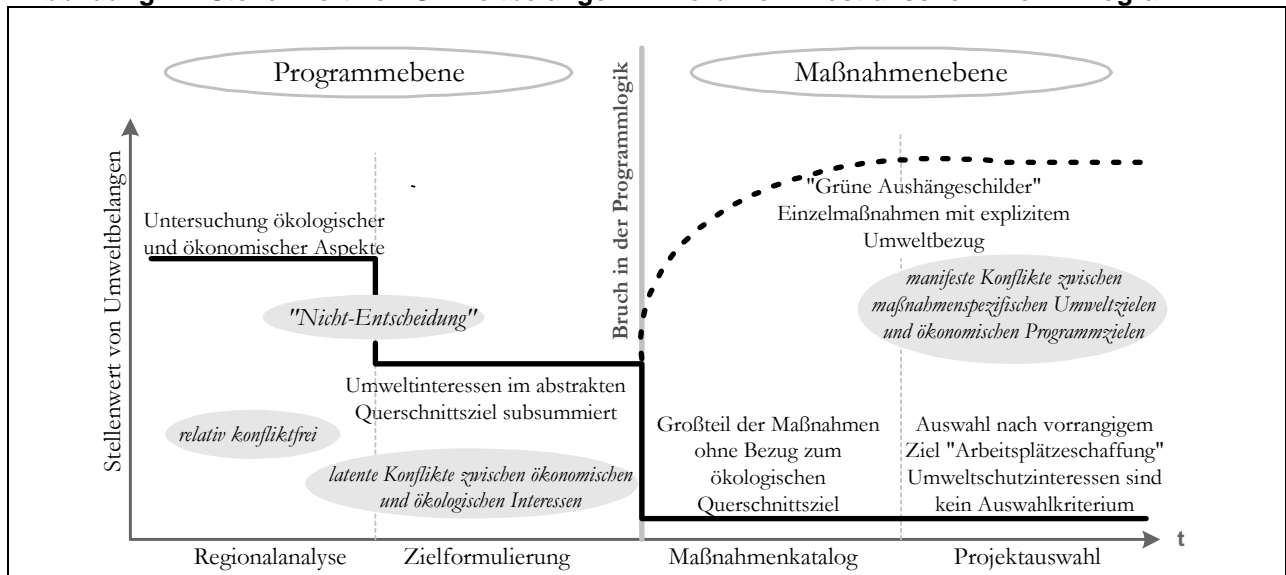 Programmebene
Maßnahmenebene
Bruch in der Programmlogik
Stellenwert von Umweltbelangen
Untersuchung ökologischer
und ökonomischer Aspekte
"Nicht-Entscheidung"
Umweltinteressen im abstrakten
Querschnittsziel subsummiert
relativ konfliktfrei
latente Konflikte zwischen ökonomischen
und ökologischen Interessen
"Grüne Aushängeschilder"
Einzelmaßnahmen mit explizitem
Umweltbezug
manifeste Konflikte zwischen
maßnahmenspezifischen Umweltzielen
und ökonomischen Programmzielen
Großteil der Maßnahmen
ohne Bezug zum
ökologischen
Querschnittsziel
Auswahl nach vorrangigem
Ziel "Arbeitsplätzeschaffung"
Umweltschutzinteressen sind
kein Auswahlkriterium
t
Regionalanalyse
Zielformulierung
Maßnahmenkatalog
Projektauswahl